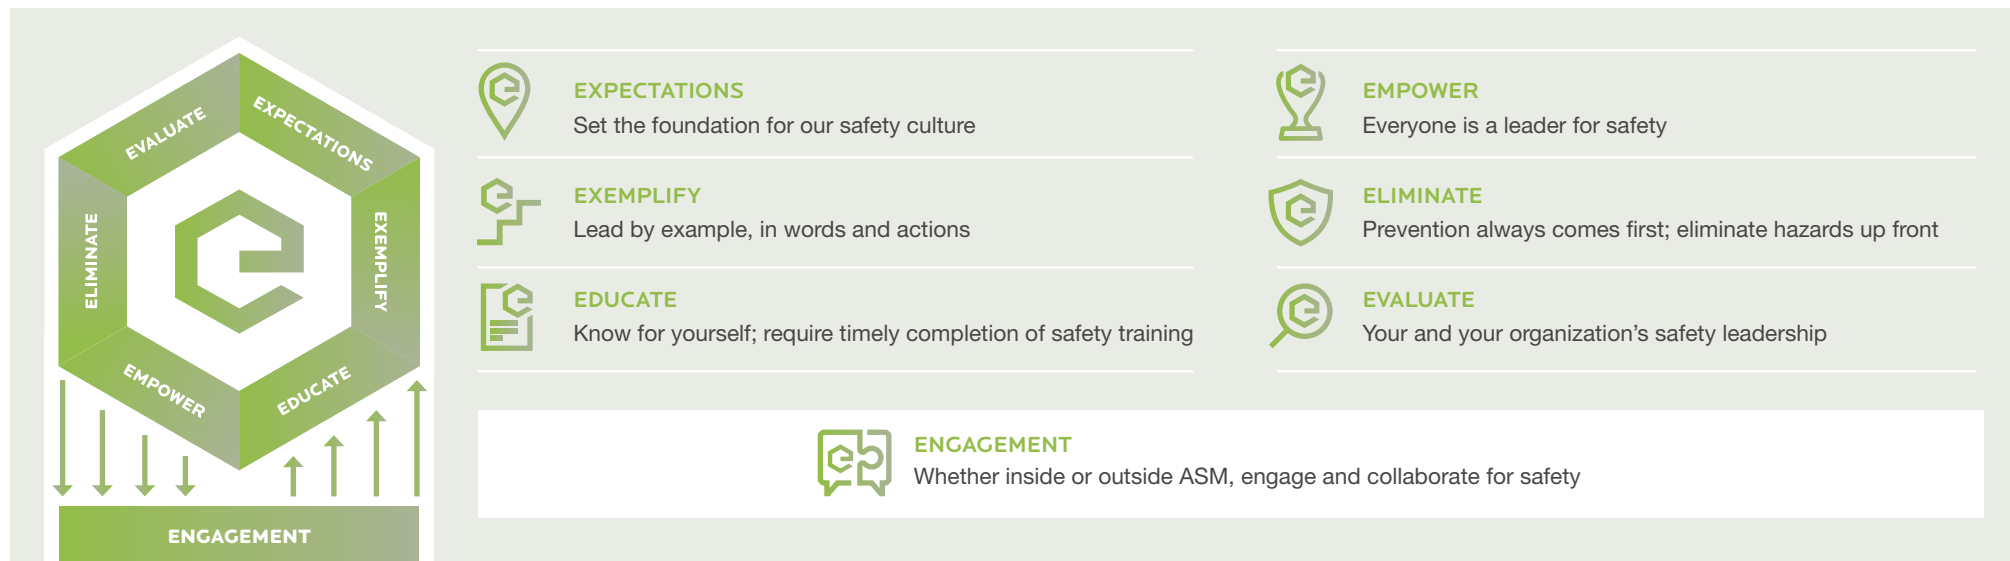 EVALUATE
EXPECTATIONS
ELIMINATE
EXEMPLIFY
EMPOWER
EDUCATE
ENGAGEMENT
EXPECTATIONS
Set the foundation for our safety culture
EXEMPLIFY
Lead by example, in words and actions
EDUCATE
Know for yourself; require timely completion of safety training
EMPOWER
Everyone is a leader for safety
ELIMINATE
Prevention always comes first; eliminate hazards up front
EVALUATE
Your and your organization’s safety leadership
ENGAGEMENT
Whether inside or outside ASM, engage and collaborate for safety